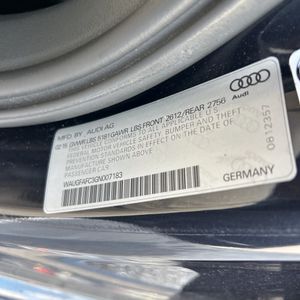 MFD. BY AUDI AG
02/16 GVWR LBS 5181 GAWR LBS FRONT 2612/REAR 2756
THIS VEHICLE CONFORMS TO ALL APPLICABLE U.S.
FEDERAL MOTOR VEHICLE SAFETY, BUMPER AND THEFT
PREVENTION STANDARDS IN EFFECT ON THE DATE OF
MANUFACTURE SHOWN ABOVE.
PASSENGER CAR
WAUGFAFC3GN007183
Audi
0612357
GERMANY